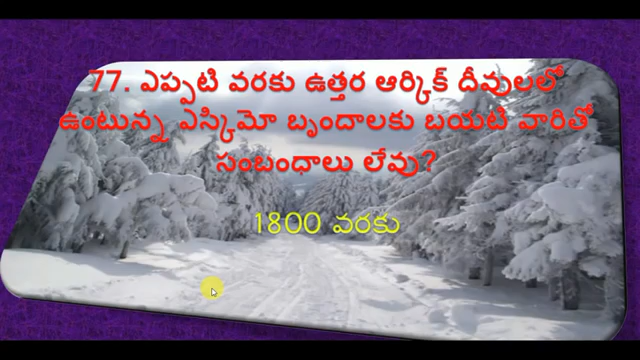 77. ఎప్పటి వరకు ఉత్తర ఆర్కిక్ దీవులలో
ఉంటున్న ఎస్కిమో బృందాలకు బయటి వారితో
సంబంధాలు లేవు?
1800 వరకు